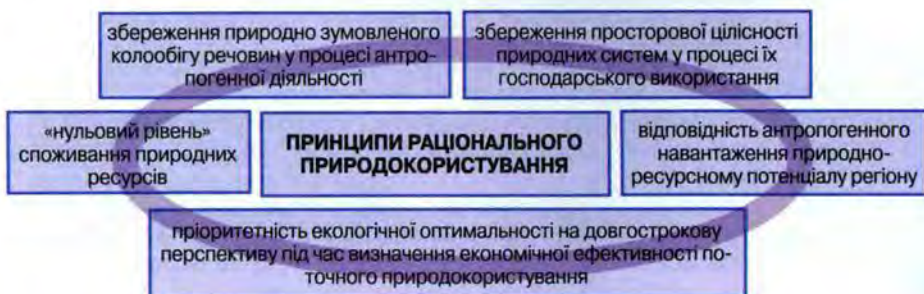 збереження природно зумовленого
колообігу речовин у процесі антро-
погенної діяльності
збереження просторової цілісності
природних систем у процесі їх
господарського використання
«нульовий рівень»
споживання природних
ресурсів
ПРИНЦИПИ РАЦІОНАЛЬНОГО
ПРИРОДОКОРИСТУВАННЯ
відповідність антропогенного
навантаження природно-
ресурсному потенціалу регіону
пріоритетність екологічної оптимальності на довгострокову
перспективу під час визначення економічної ефективності по-
точного природокористування